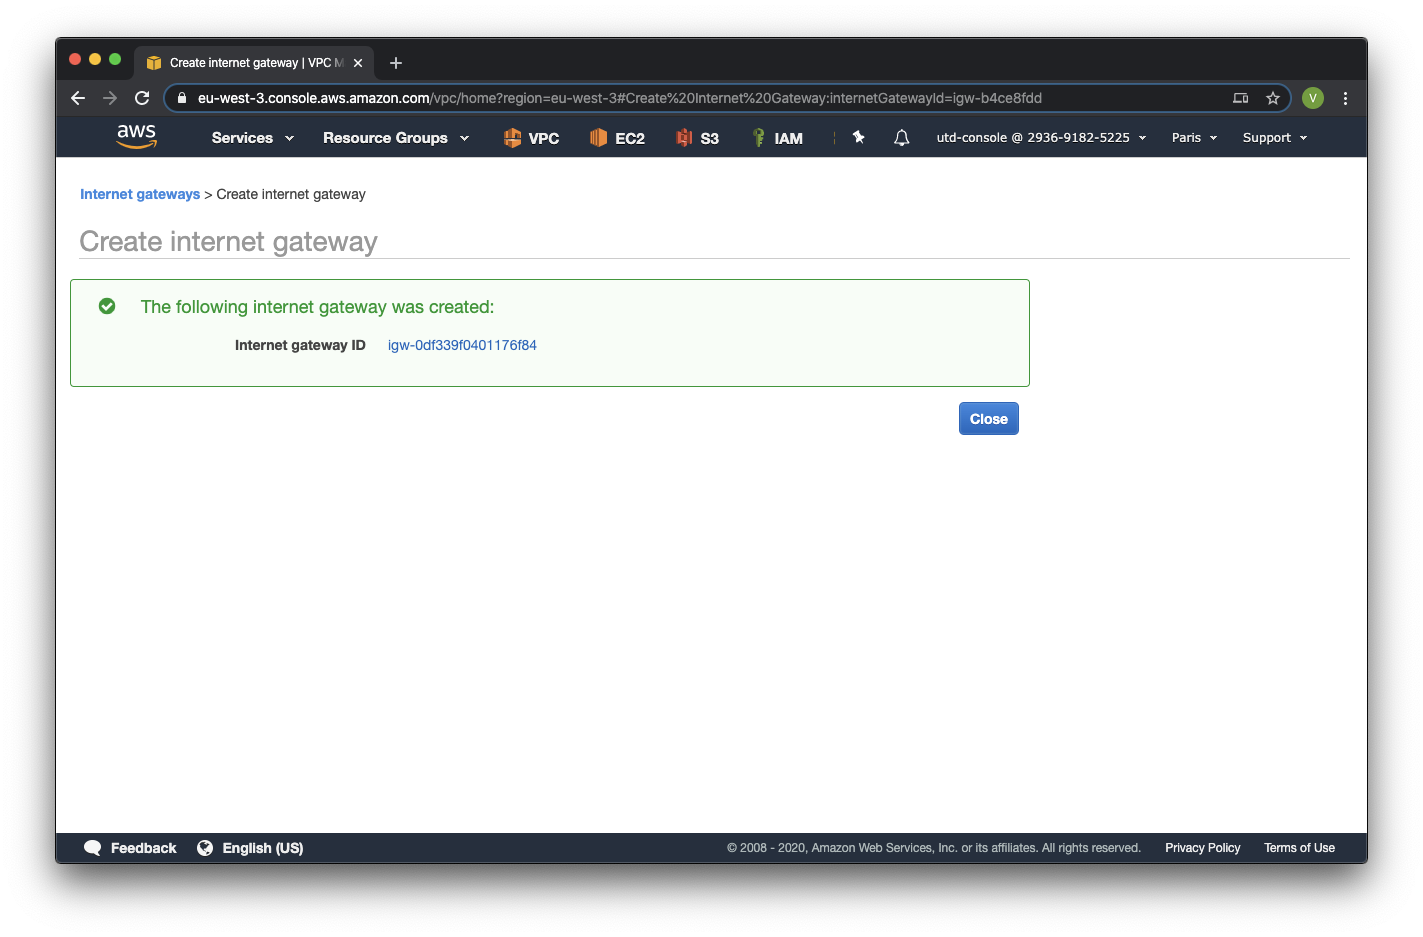 Create internet gateway | VPC M
eu-west-3.console.aws.amazon.com/vpc/home?region=eu-west-3#Create%20Internet%20Gateway:internetGatewayId=igw-b4ce8fdd
V
aws Services Resource Groups VPC EC2 S3 IAM utd-console @ 2936-9182-5225 Paris Support
Internet gateways > Create internet gateway
Create internet gateway
The following internet gateway was created:
Internet gateway ID igw-0df339f0401176f84
Close
Feedback English (US) © 2008 - 2020, Amazon Web Services, Inc. or its affiliates. All rights reserved. Privacy Policy Terms of Use